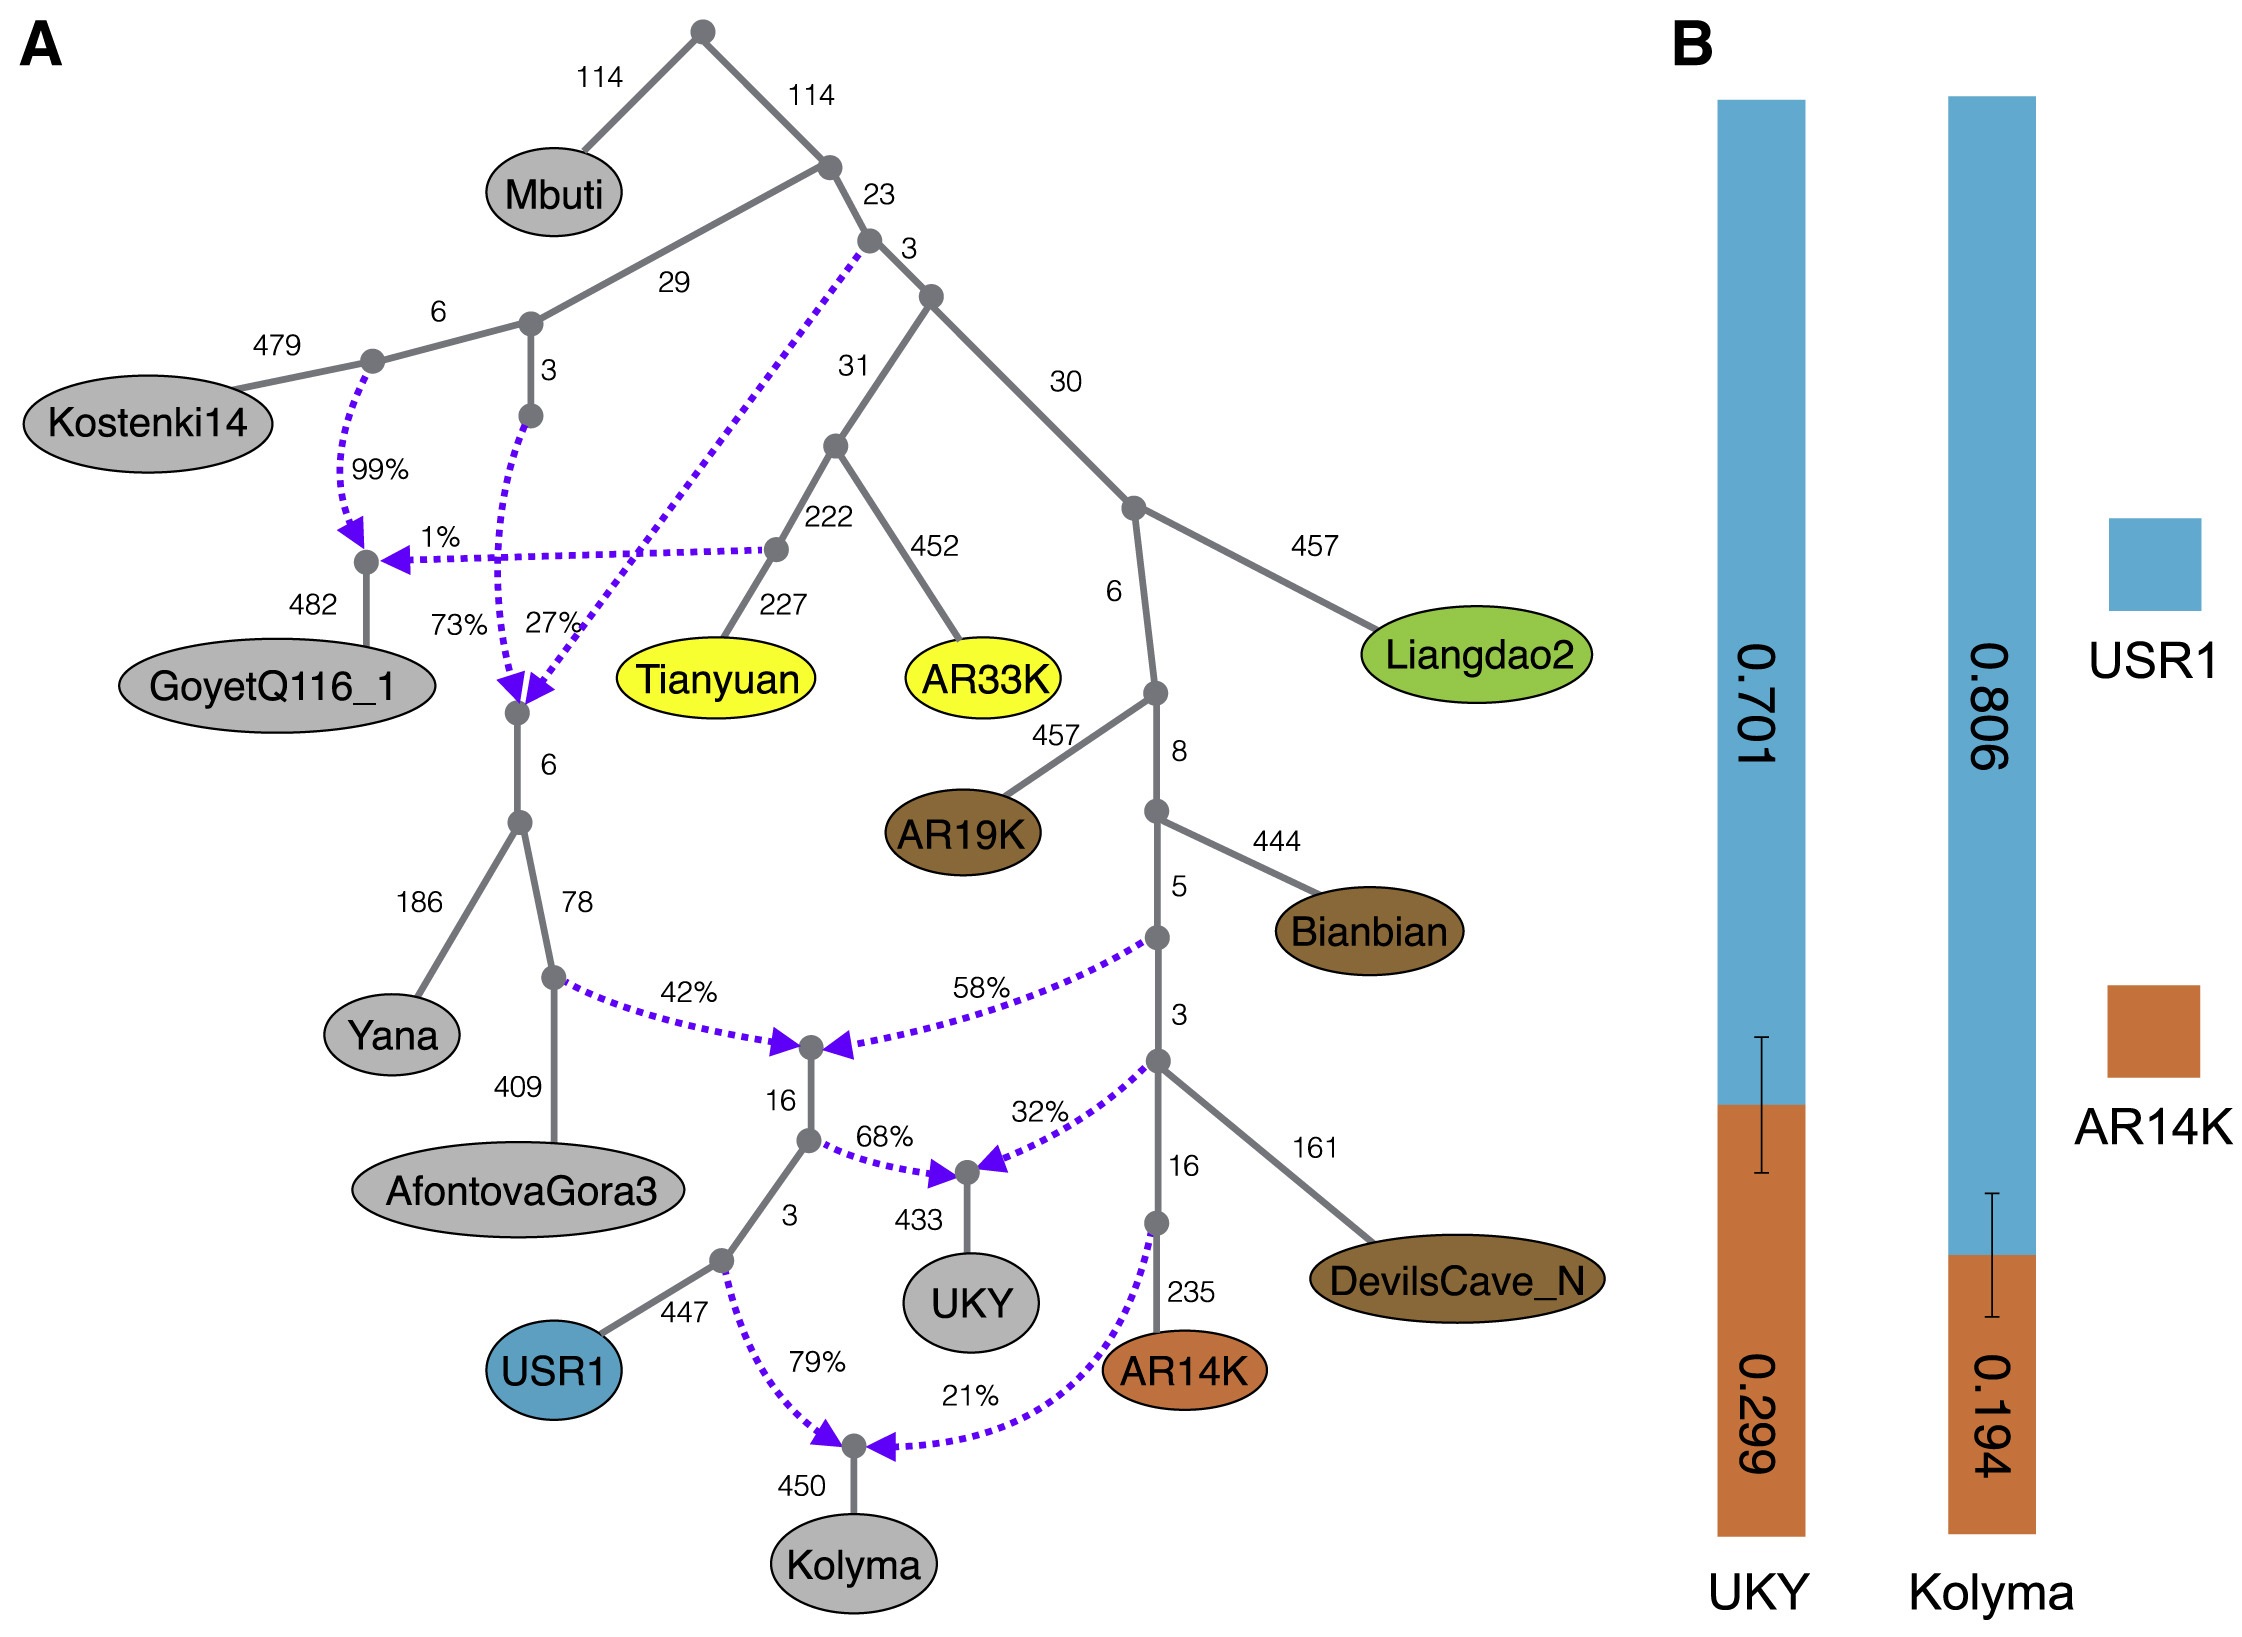 A
B
114
114
Mbuti
23
3
29
6
479
3
31
30
Kostenki14
99%
1%
222
452
457
482
73%
27%
227
6
GoyetQ116_1
Tianyuan
AR33K
Liangdao2
457
8
6
AR19K
444
5
186
78
Bianbian
42%
58%
3
Yana
409
16
68%
32%
161
16
AfontovaGora3
3
433
235
DevilsCave_N
447
UKY
USR1
79%
21%
AR14K
450
Kolyma
0.701
0.806
0.299
0.194
USR1
AR14K
UKY
Kolyma